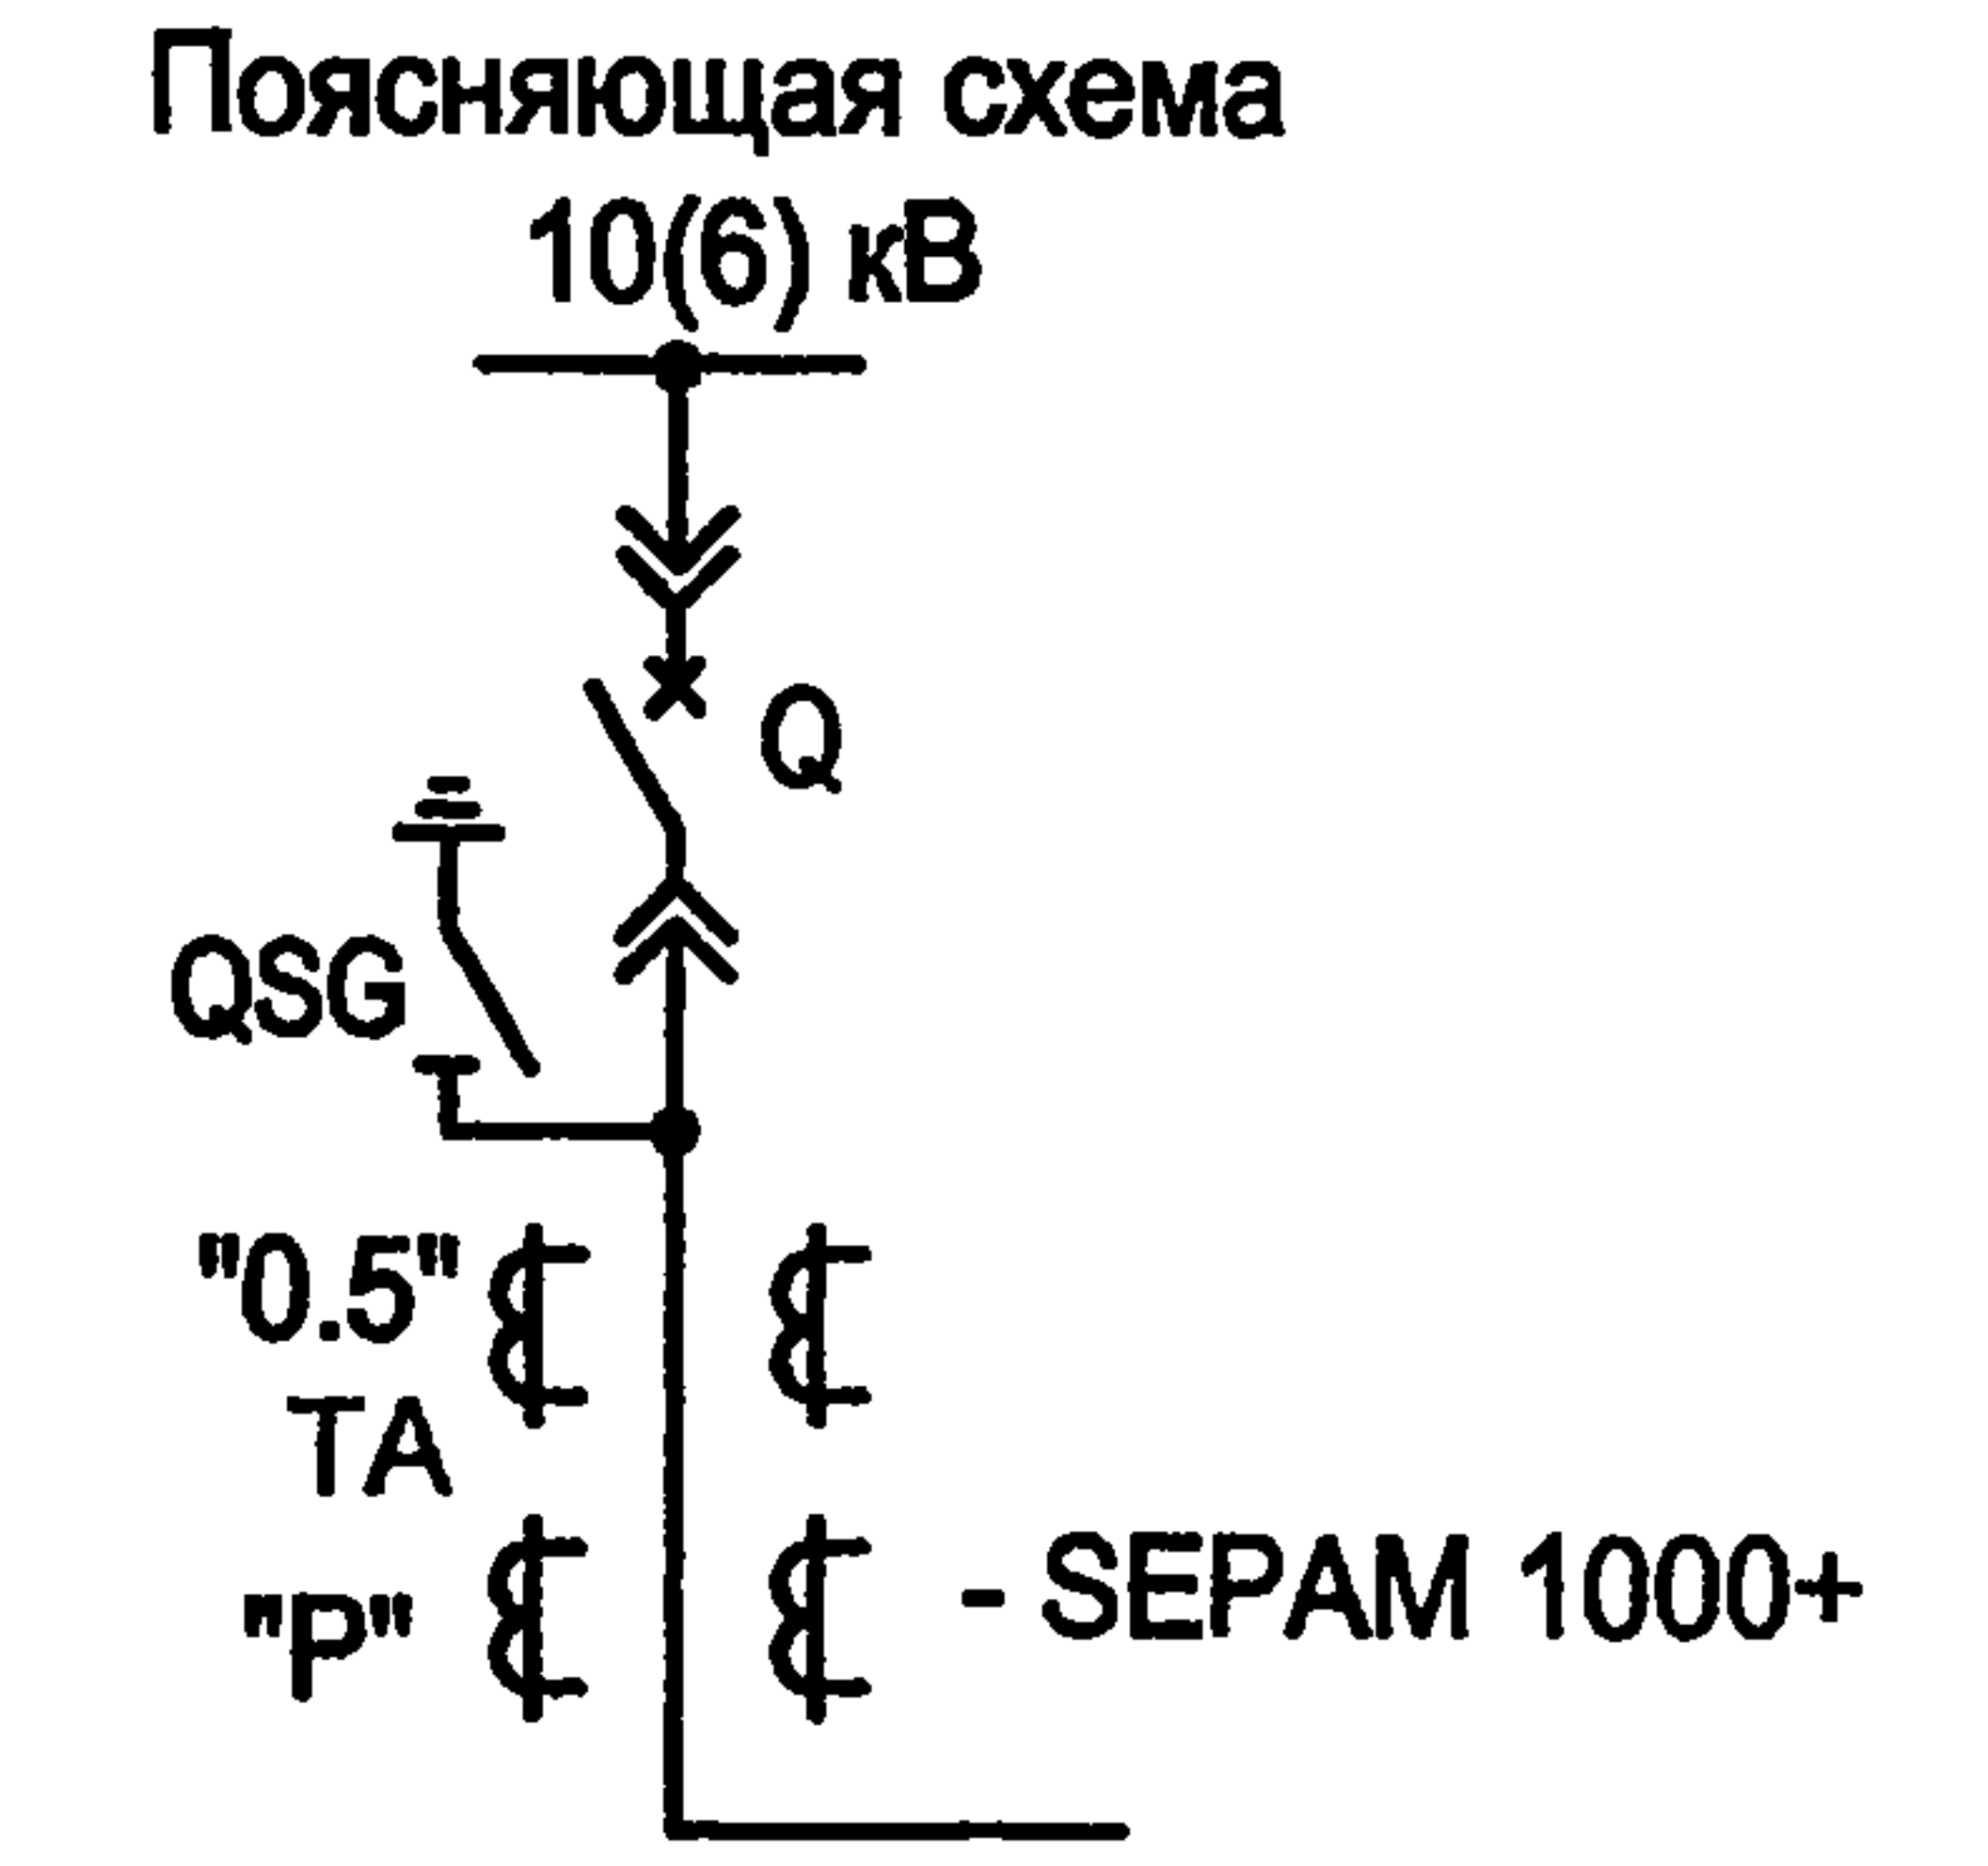 Поясняющая схема
10(6) кВ
Q
QSG
"0.5"
TA
"P" - SEPAM 1000+